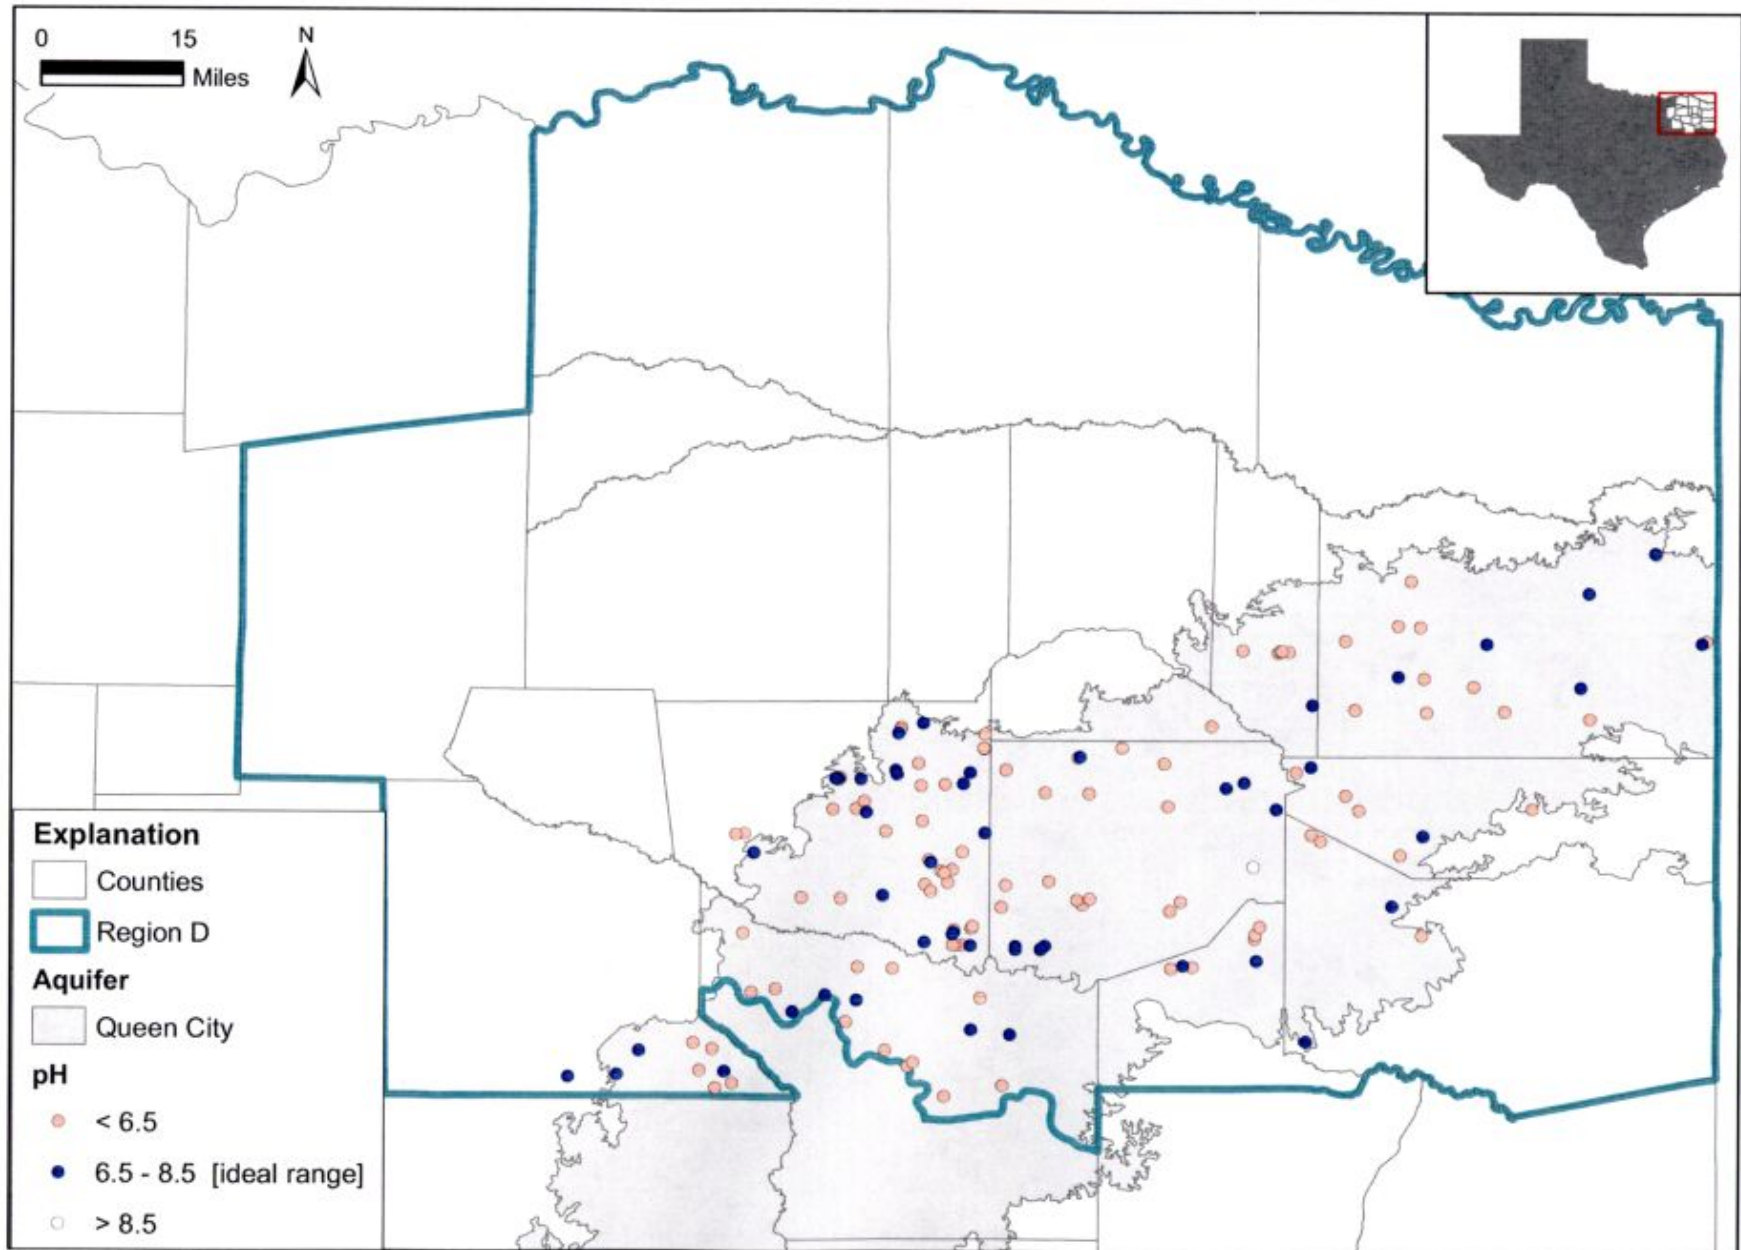 0 15
Miles
N
Explanation
Counties
Region D
Aquifer
Queen City
pH
< 6.5
6.5 - 8.5 [ideal range]
> 8.5